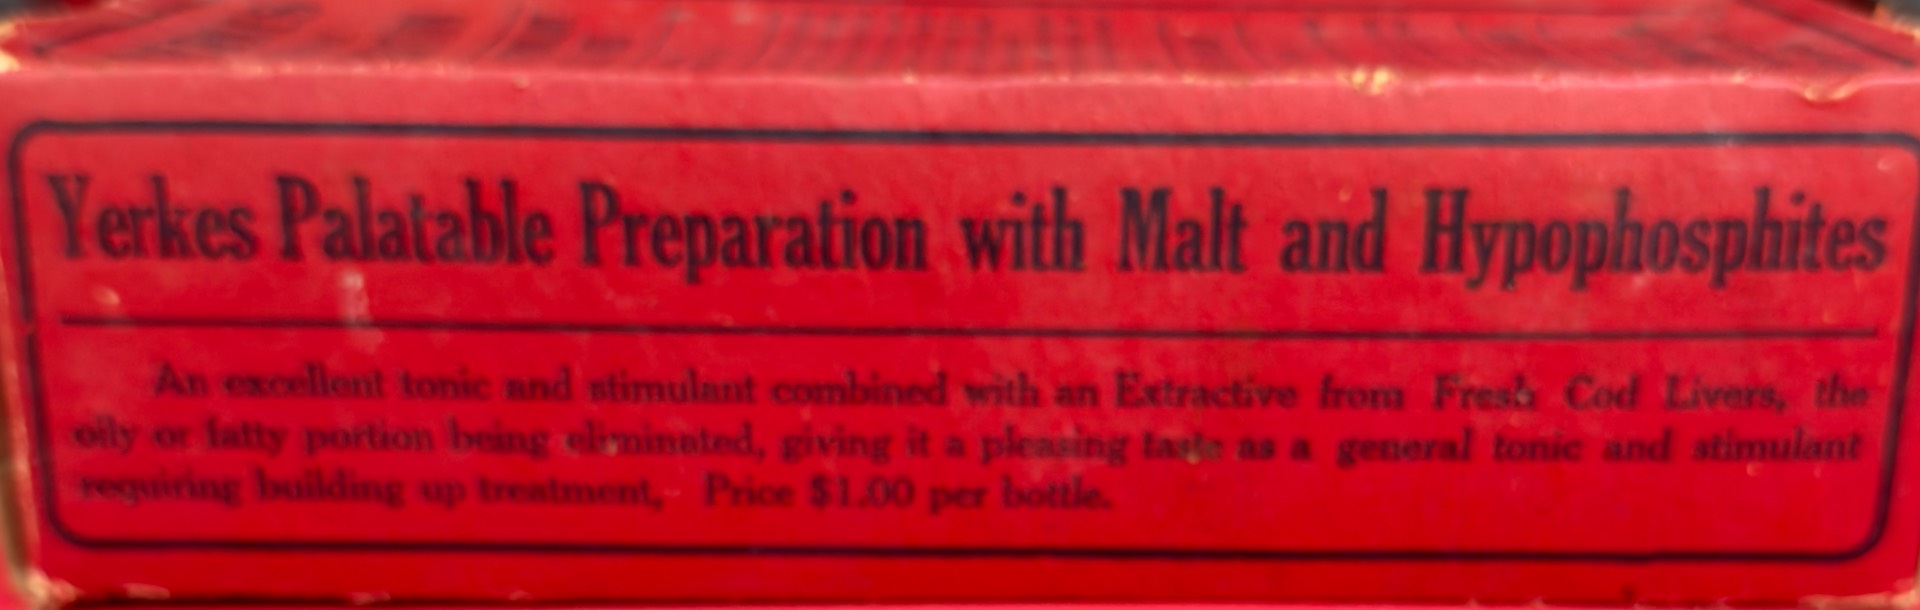 Yerkes Palatable Preparation with Malt and Hypophosphites
An excellent tonic and stimulant combined with an Extractive from Fresh Cod Livers, the
oily or fatty portion being eliminated, giving it a pleasing taste as a general tonic and stimulant
requiring building up treatment, Price $1.00 per bottle.